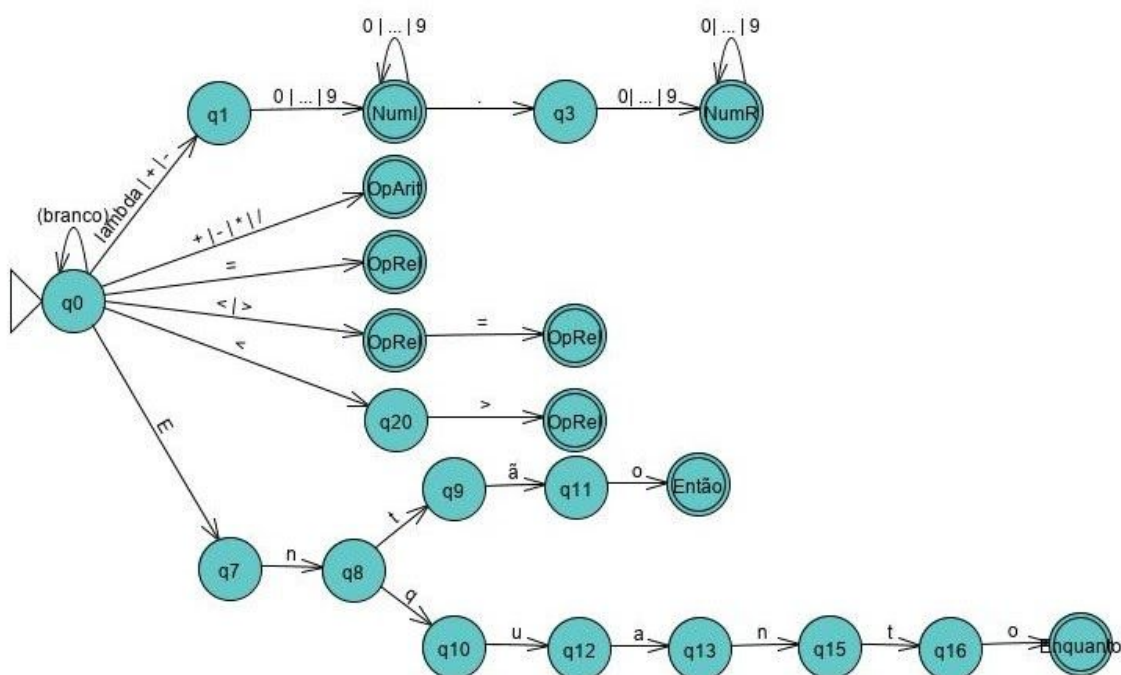 0 | ... | 9
0 | ... | 9
q1
0 | ... | 9
NumI
.
q3
0| ... | 9
NumR
lambda | + | -
(branco)
+ | - | * | /
OpArit
=
OpRel
q0
< | >
OpRel
=
OpRel
<
q20
>
OpRel
E
q7
n
q8
t
q9
ã
q11
o
Então
q
q10
u
q12
a
q13
n
q15
t
q16
o
Enquanto